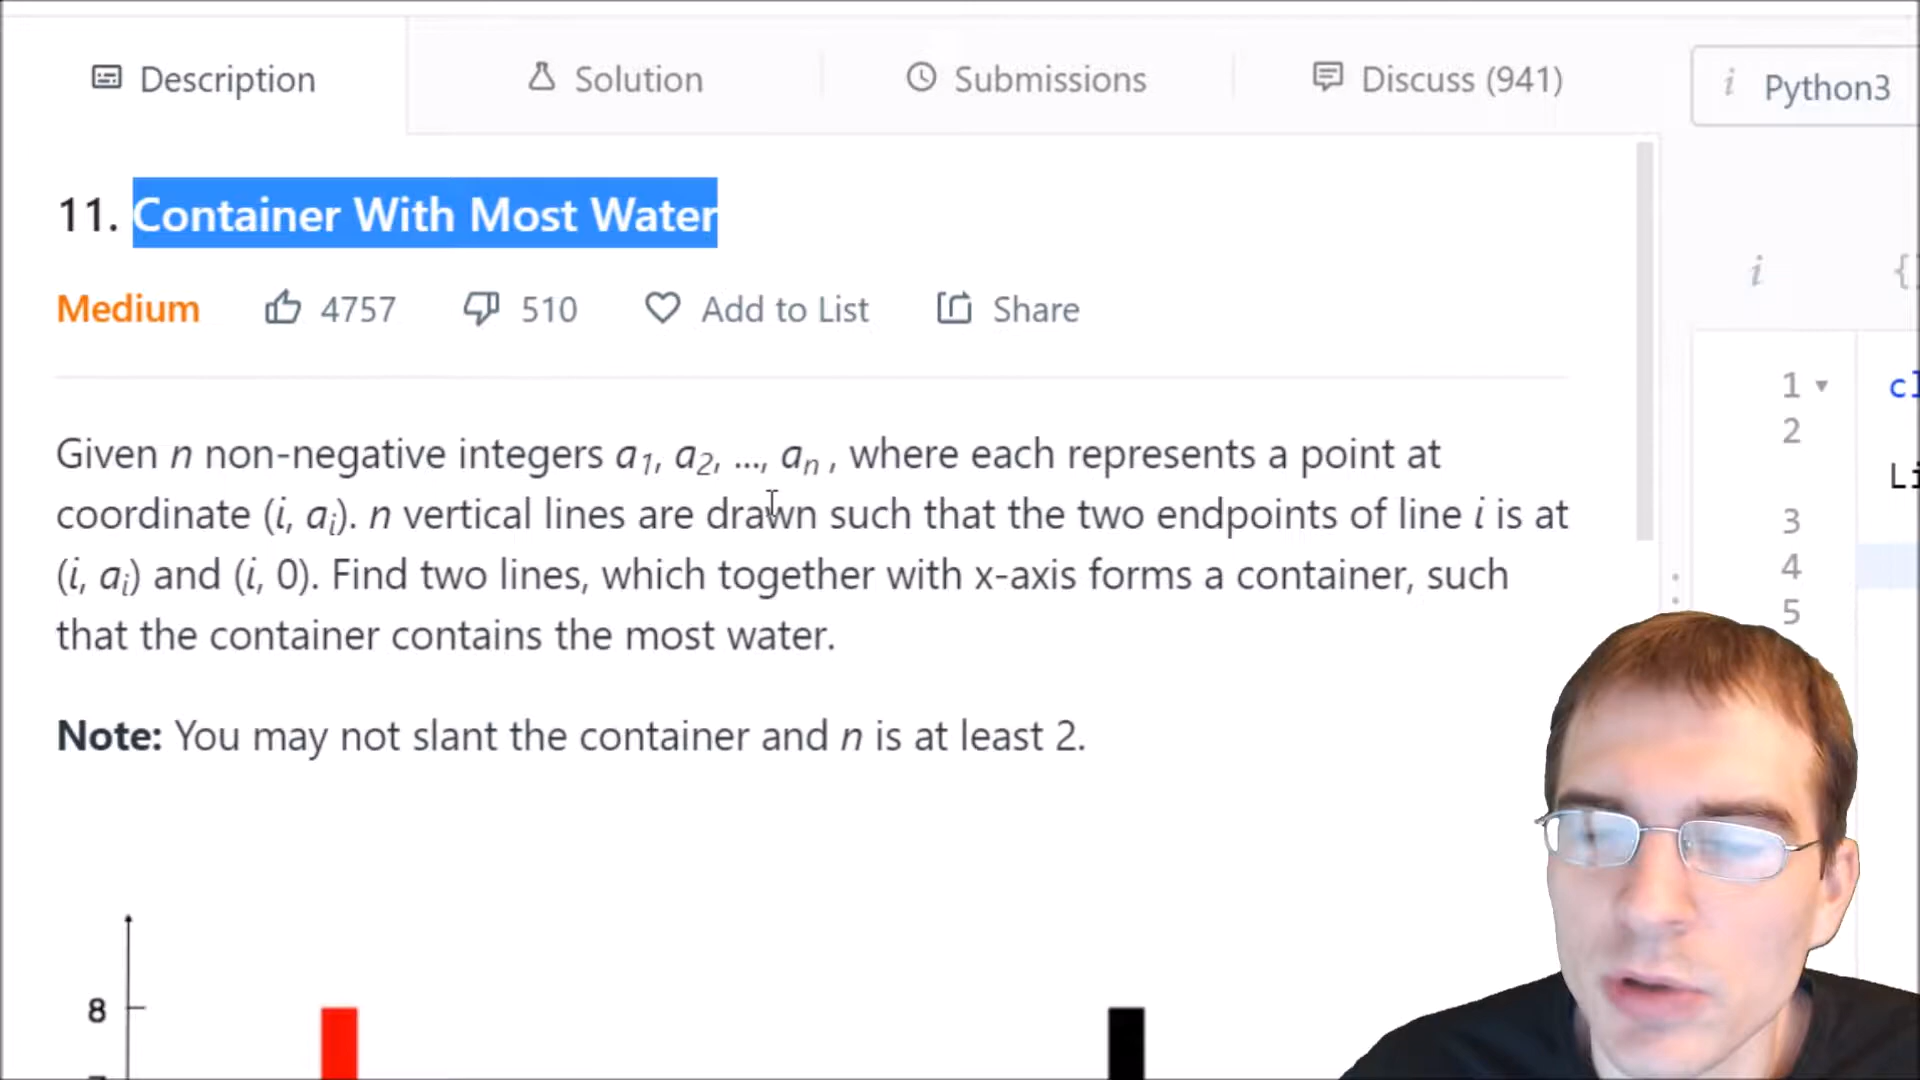 Description
Solution
Submissions
Discuss (941)
i Python3
11. Container With Most Water
Medium
4757
510
Add to List
Share
i {
Given n non-negative integers a1, a2, ..., an , where each represents a point at
coordinate (i, ai). n vertical lines are drawn such that the two endpoints of line i is at
(i, ai) and (i, 0). Find two lines, which together with x-axis forms a container, such
that the container contains the most water.
Note: You may not slant the container and n is at least 2.
8
1 cl
2
Li
3
4
5